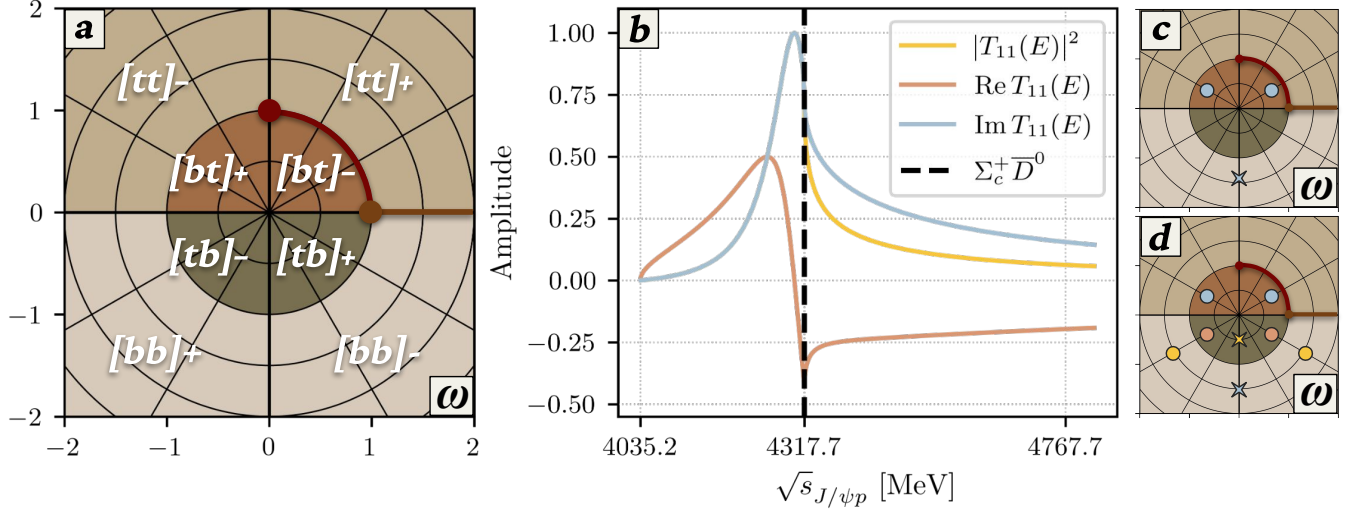 a
2
1
0
−1
−2
−2
−1
0
1
2
[tt]-
[tt]+
[bt]+
[bt]-
[tb]-
[tb]+
[bb]+
[bb]-
ω
b
Amplitude
1.00
0.75
0.50
0.25
0.00
−0.25
−0.50
|T₁₁(E)|²
Re T₁₁(E)
Im T₁₁(E)
Σc⁺ D̅⁰
4035.2
4317.7
4767.7
√s J/ψp [MeV]
c
ω
d
ω